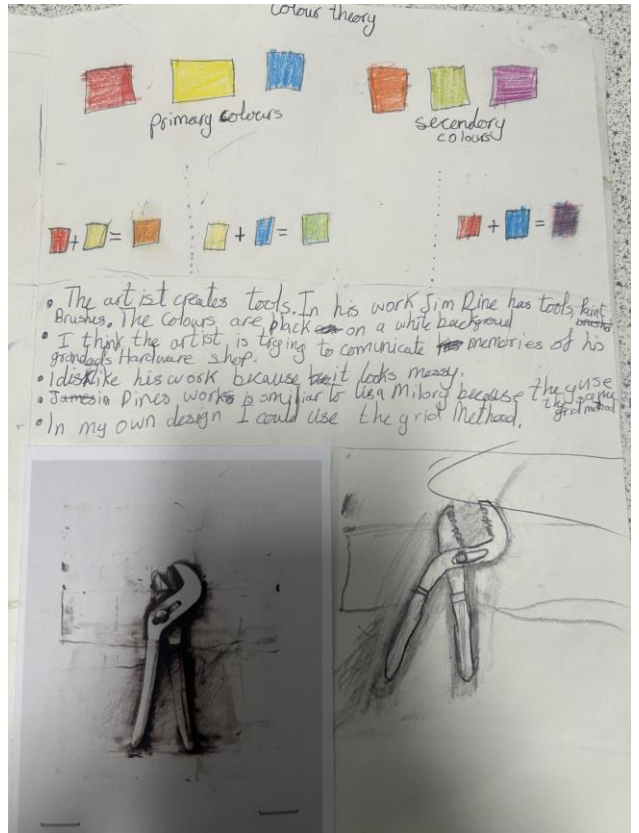 Colour theory
primary colours
secendory
colours
+ =
+ =
+ =
• The artist creates tools. In his work Jim Dine has tools, Paint
Brushes. The colours are black on a white backgroud
• I think the artist is trying to comunicate memories of his
grandads Hardware shop.
• I dislike his work because it looks messy.
• Dines works is smiliar to Lisa Milory because they use
the same
grid method
• In my own design I could use the grid Method.